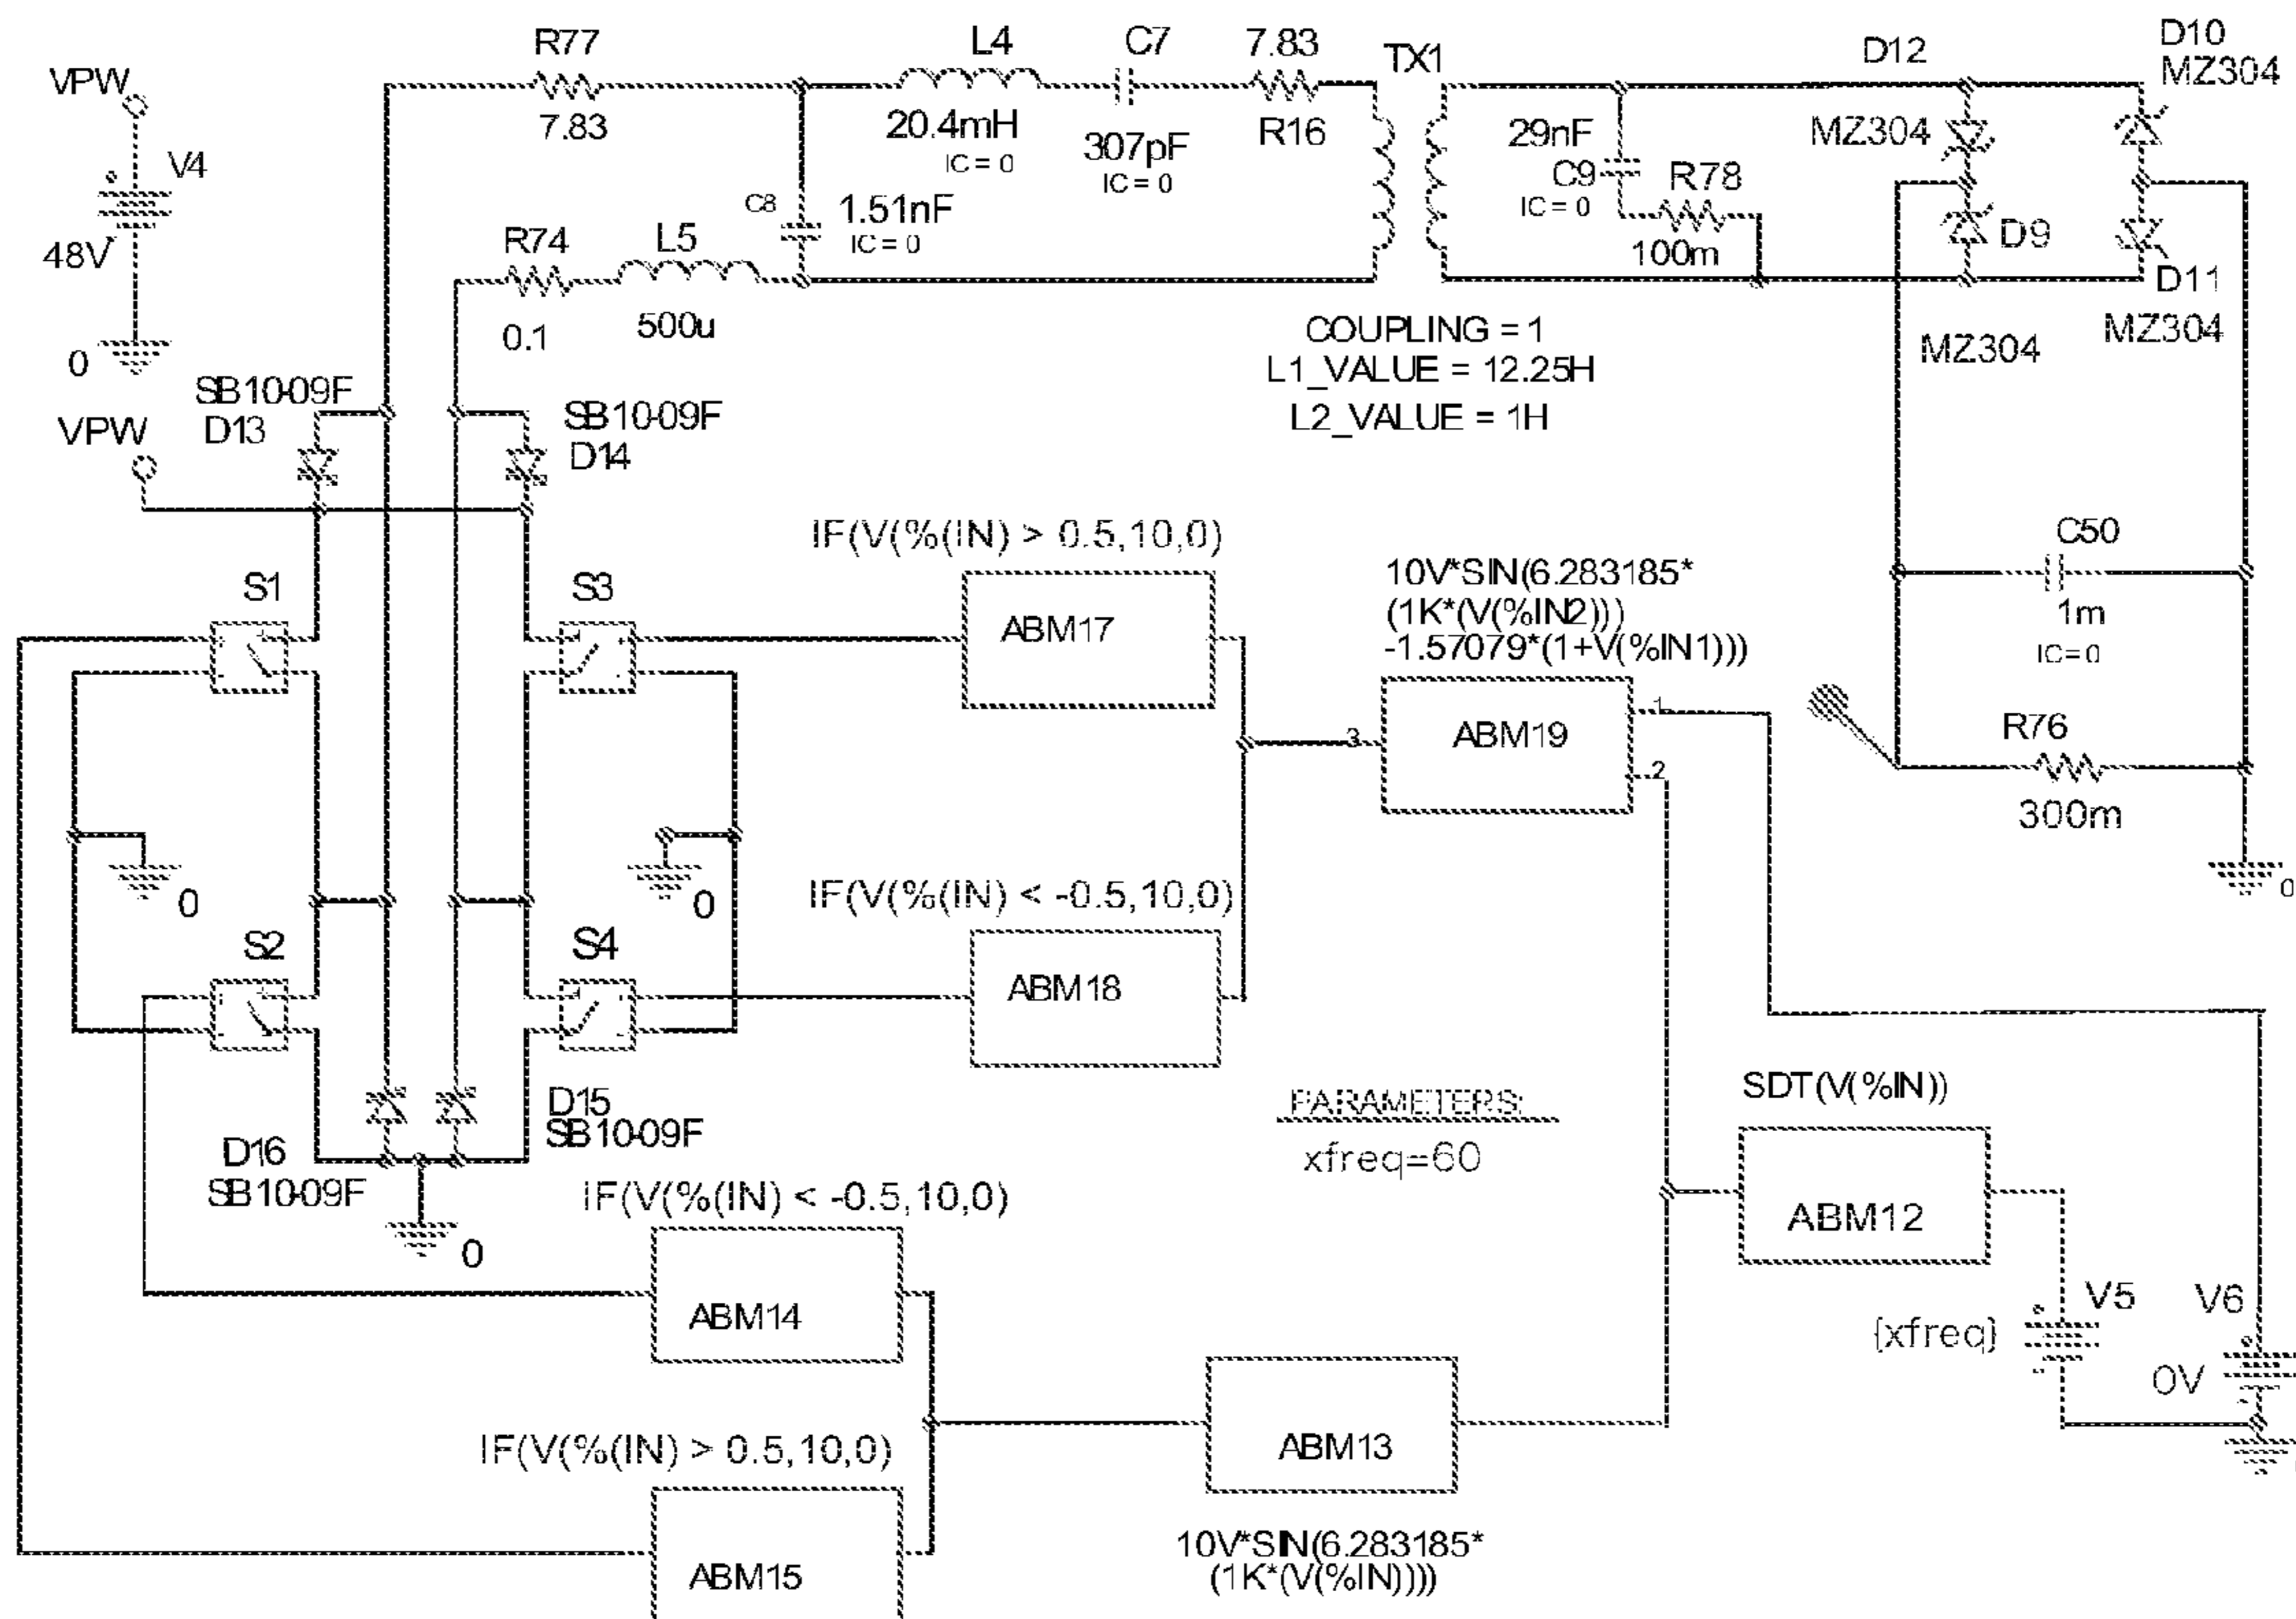 VPW
V4
48V
0
R77
7.83
L4
20.4mH
IC = 0
C7
307pF
IC = 0
7.83
R16
TX1
C8
1.51nF
IC = 0
R74
0.1
L5
500u
29nF
C9
IC = 0
R78
100m
D12
MZ304
D10
MZ304
D9
MZ304
D11
MZ304
COUPLING = 1
L1_VALUE = 12.25H
L2_VALUE = 1H
SB10-09F
D13
SB10-09F
D14
VPW
S1
S3
IF(V(%(IN) > 0.5,10,0)
ABM17
10V*SIN(6.283185*
(1K*(V(%IN2)))
-1.57079*(1+V(%IN1)))
ABM19
1
2
3
C50
1m
IC=0
R76
300m
0
0
0
S2
S4
IF(V(%(IN) < -0.5,10,0)
ABM18
D15
SB10-09F
D16
SB10-09F
0
PARAMETERS:
xfreq=60
SDT(V(%IN))
ABM12
V5
{xfreq}
V6
0V
IF(V(%(IN) < -0.5,10,0)
ABM14
IF(V(%(IN) > 0.5,10,0)
ABM15
ABM13
10V*SIN(6.283185*
(1K*(V(%IN))))